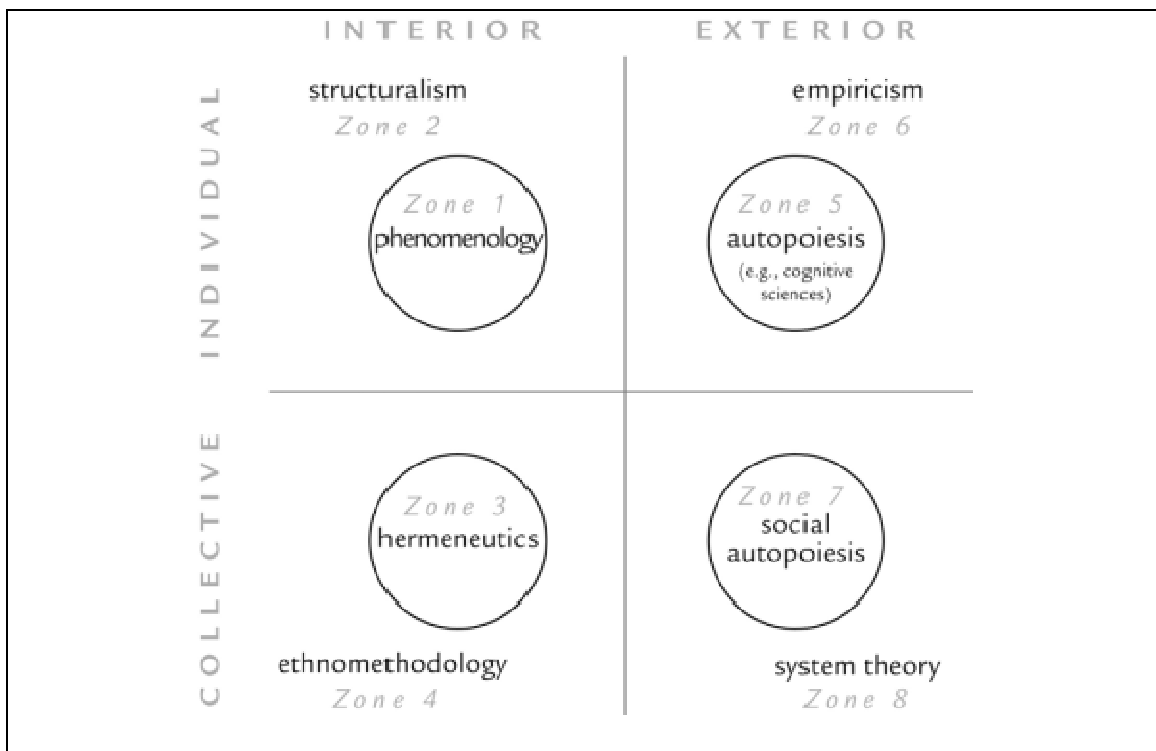 INTERIOR
EXTERIOR
INDIVIDUAL
structuralism
Zone 2
Zone 1
phenomenology
empiricism
Zone 6
Zone 5
autopoiesis
(e.g., cognitive
sciences)
COLLECTIVE
Zone 3
hermeneutics
ethnomethodology
Zone 4
Zone 7
social
autopoiesis
system theory
Zone 8